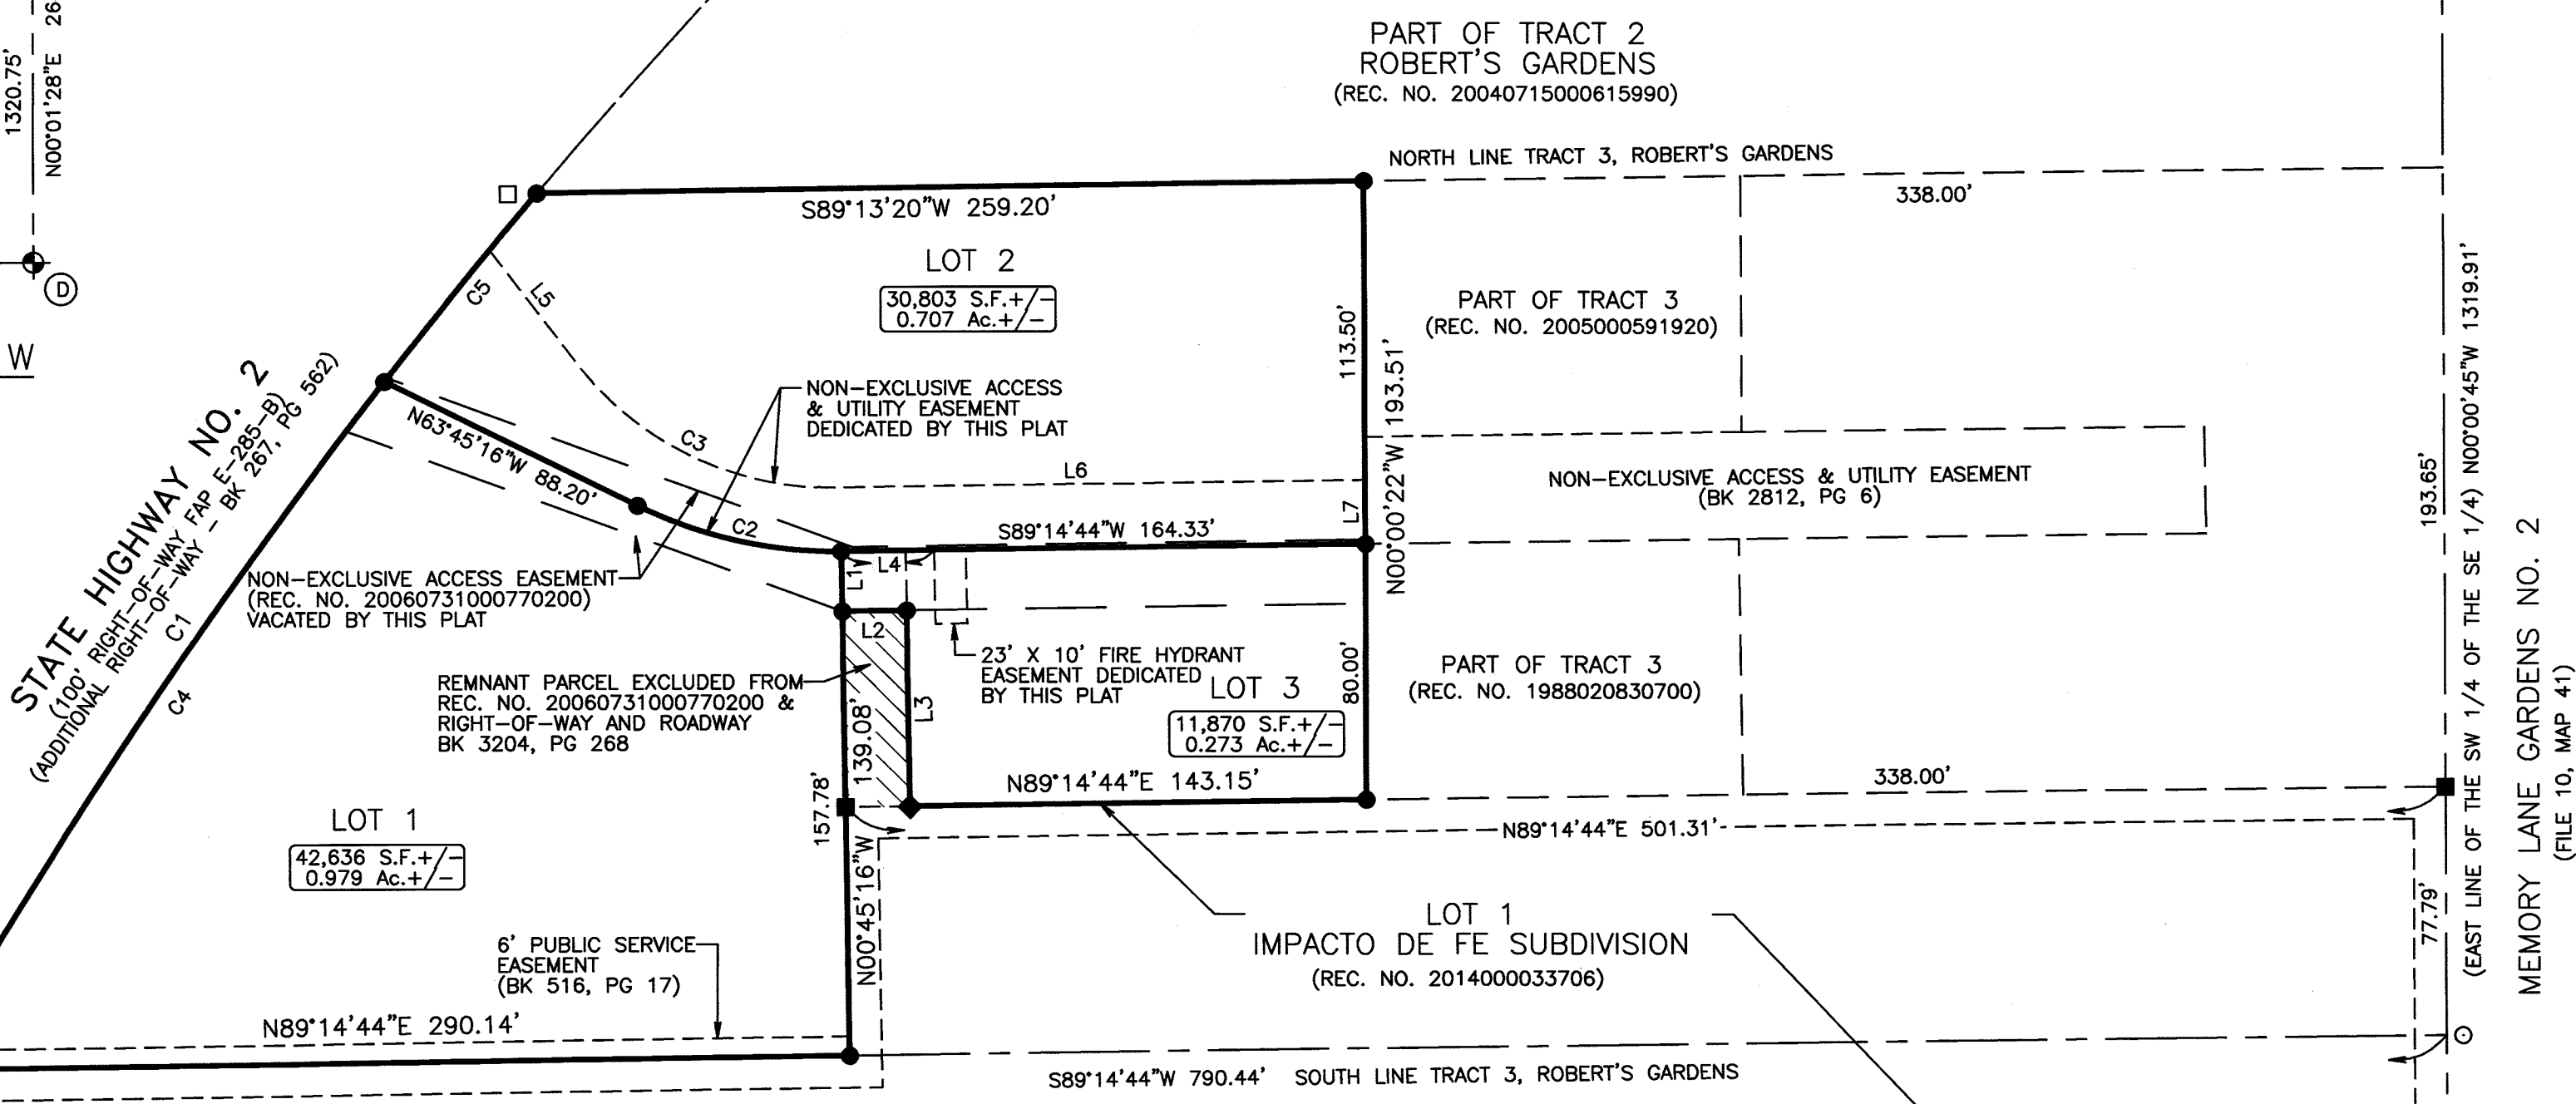 1320.75'
N00°01'28"E 26
D
W
PART OF TRACT 2
ROBERT'S GARDENS
(REC. NO. 20040715000615990)
NORTH LINE TRACT 3, ROBERT'S GARDENS
338.00'
S89°13'20"W 259.20'
LOT 2
30,803 S.F.+/-
0.707 Ac.+/-
C5
L5
C3
L6
L7
113.50'
N00°00'22"W 193.51'
PART OF TRACT 3
(REC. NO. 2005000591920)
NON-EXCLUSIVE ACCESS
& UTILITY EASEMENT
DEDICATED BY THIS PLAT
N63°45'16"W 88.20'
C2
S89°14'44"W 164.33'
NON-EXCLUSIVE ACCESS & UTILITY EASEMENT
(BK 2812, PG 6)
STATE HIGHWAY NO. 2
(100' RIGHT-OF-WAY FAP E-285-B)
(ADDITIONAL RIGHT-OF-WAY - BK 267, PG 562)
C1
C4
NON-EXCLUSIVE ACCESS EASEMENT
(REC. NO. 20060731000770200)
VACATED BY THIS PLAT
L1
L4
L2
L3
23' X 10' FIRE HYDRANT
EASEMENT DEDICATED
BY THIS PLAT
REMNANT PARCEL EXCLUDED FROM
REC. NO. 20060731000770200 &
RIGHT-OF-WAY AND ROADWAY
BK 3204, PG 268
139.08'
157.78'
N00°45'16"W
LOT 3
11,870 S.F.+/-
0.273 Ac.+/-
80.00'
N89°14'44"E 143.15'
PART OF TRACT 3
(REC. NO. 1988020830700)
338.00'
N89°14'44"E 501.31'
LOT 1
42,636 S.F.+/-
0.979 Ac.+/-
6' PUBLIC SERVICE
EASEMENT
(BK 516, PG 17)
N89°14'44"E 290.14'
LOT 1
IMPACTO DE FE SUBDIVISION
(REC. NO. 2014000033706)
S89°14'44"W 790.44' SOUTH LINE TRACT 3, ROBERT'S GARDENS
193.65'
77.79'
(EAST LINE OF THE SW 1/4 OF THE SE 1/4) N00°00'45"W 1319.91'
MEMORY LANE GARDENS NO. 2
(FILE 10, MAP 41)